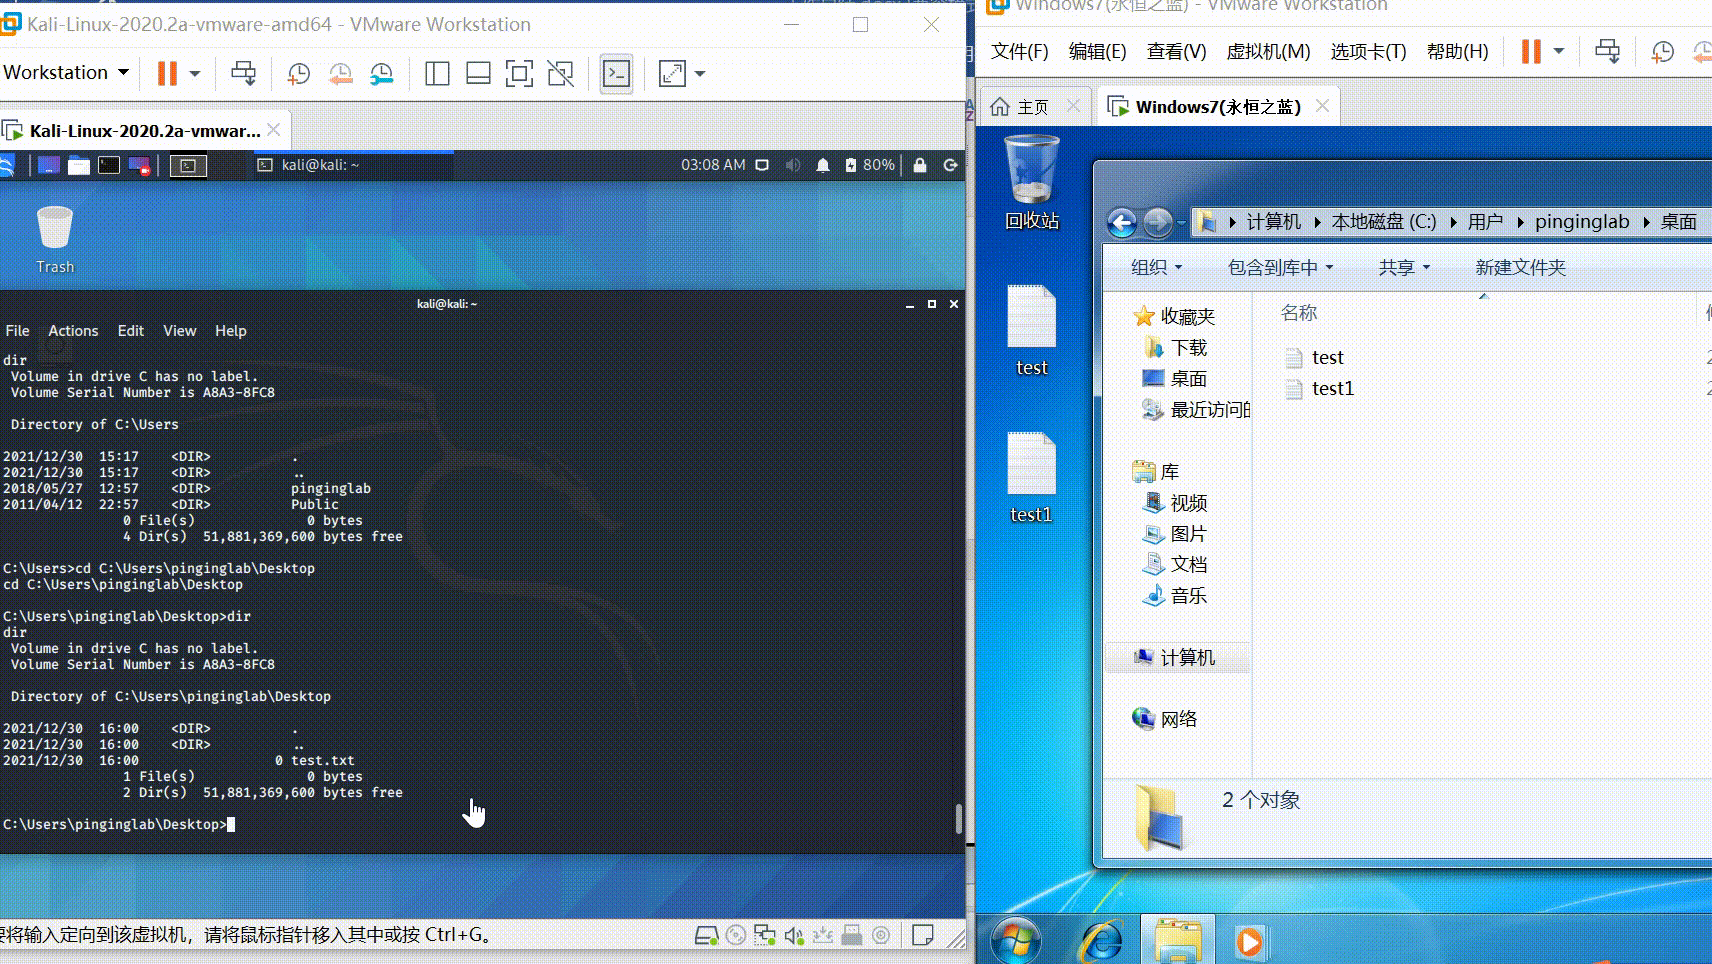 Kali-Linux-2020.2a-vmware-amd64 - VMware Workstation
Workstation
Kali-Linux-2020.2a-vmwar...
kali@kali: ~
03:08 AM
80%
Trash
kali@kali: ~
File Actions Edit View Help
dir
Volume in drive C has no label.
Volume Serial Number is A8A3-8FC8
Directory of C:\Users
2021/12/30 15:17 <DIR> .
2021/12/30 15:17 <DIR> ..
2018/05/27 12:57 <DIR> pinginglab
2011/04/12 22:57 <DIR> Public
0 File(s) 0 bytes
4 Dir(s) 51,881,369,600 bytes free
C:\Users>cd C:\Users\pinginglab\Desktop
cd C:\Users\pinginglab\Desktop
C:\Users\pinginglab\Desktop>dir
dir
Volume in drive C has no label.
Volume Serial Number is A8A3-8FC8
Directory of C:\Users\pinginglab\Desktop
2021/12/30 16:00 <DIR> .
2021/12/30 16:00 <DIR> ..
2021/12/30 16:00 0 test.txt
1 File(s) 0 bytes
2 Dir(s) 51,881,369,600 bytes free
C:\Users\pinginglab\Desktop>
要将输入定向到该虚拟机，请将鼠标指针移入其中或按 Ctrl+G。
Windows7(永恒之蓝) - VMware Workstation
文件(F) 编辑(E) 查看(V) 虚拟机(M) 选项卡(T) 帮助(H)
主页
Windows7(永恒之蓝)
回收站
test
test1
计算机 本地磁盘 (C:) 用户 pinginglab 桌面
组织 包含到库中 共享 新建文件夹
收藏夹
下载
桌面
最近访问的
库
视频
图片
文档
音乐
计算机
网络
名称
test
test1
2 个对象